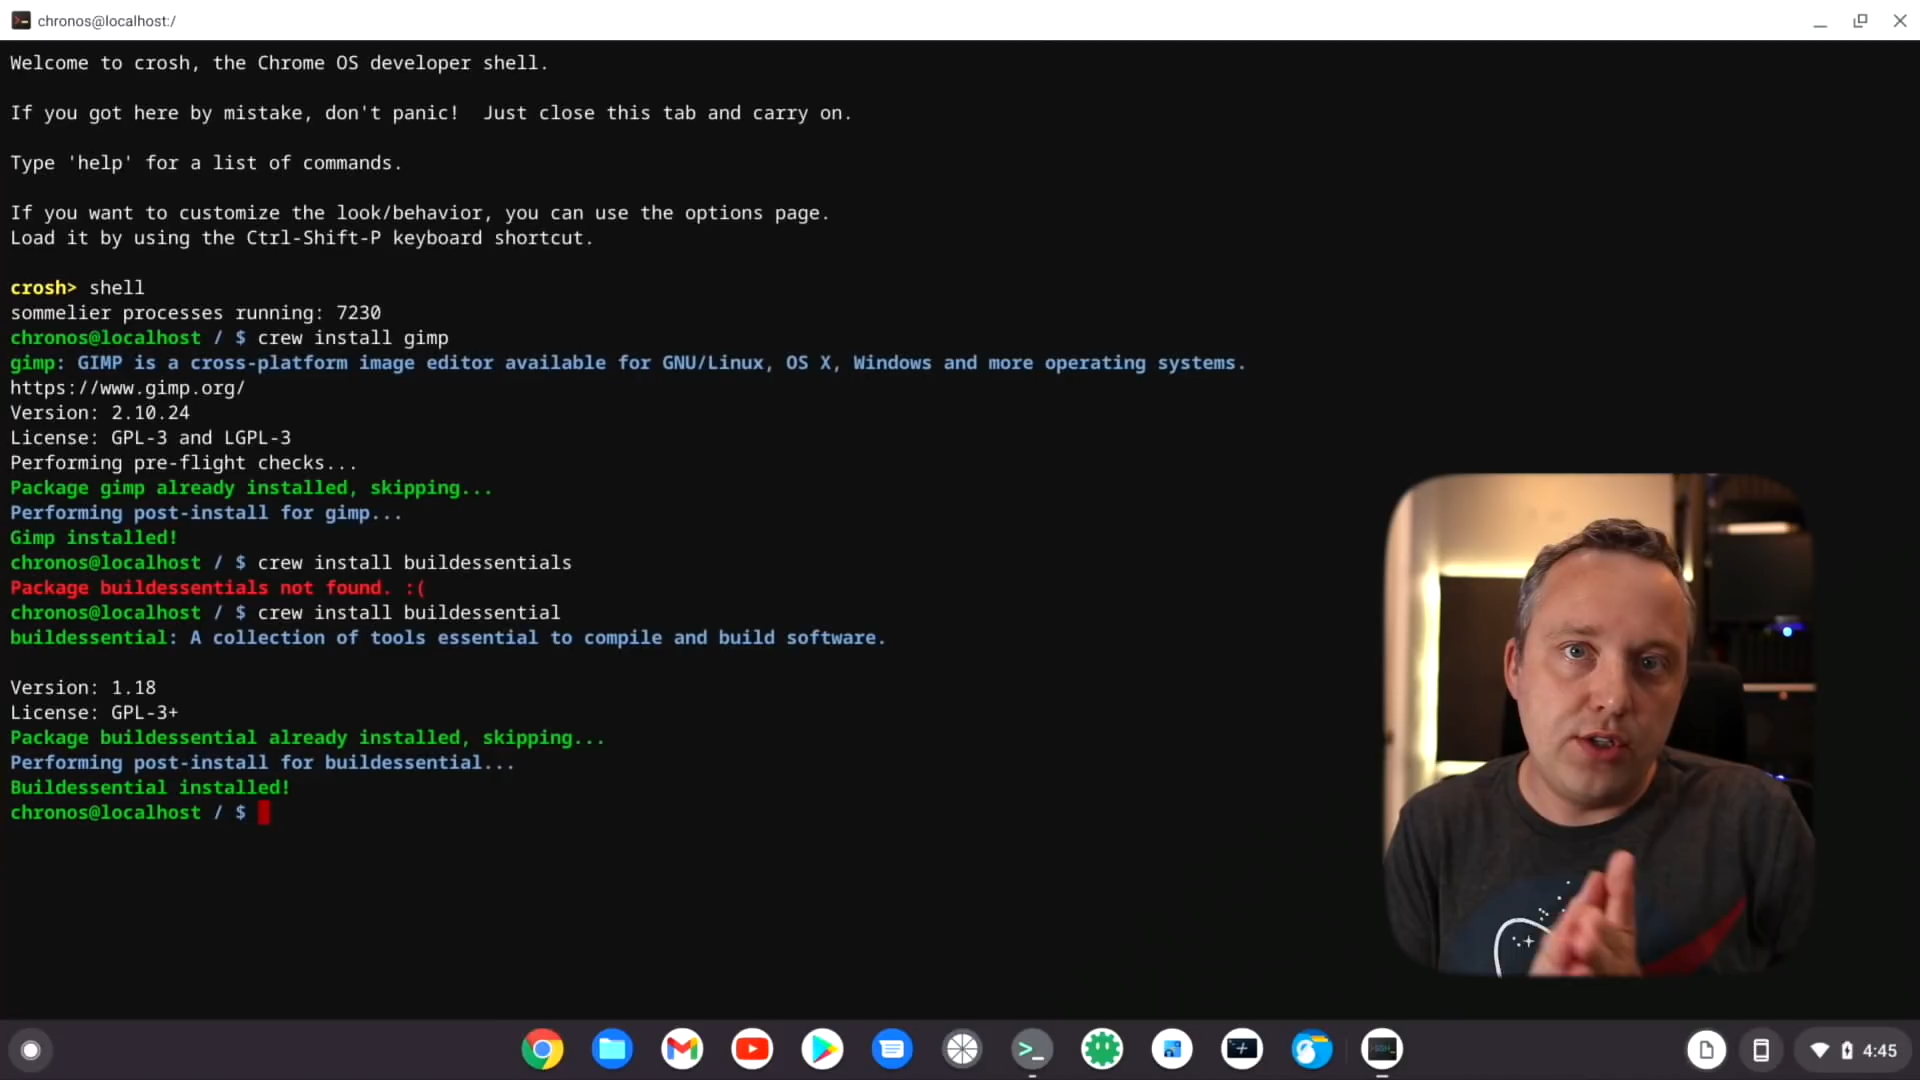 chronos@localhost:/
Welcome to crosh, the Chrome OS developer shell.
If you got here by mistake, don't panic!  Just close this tab and carry on.
Type 'help' for a list of commands.
If you want to customize the look/behavior, you can use the options page.
Load it by using the Ctrl-Shift-P keyboard shortcut.
crosh> shell
sommelier processes running: 7230
chronos@localhost / $ crew install gimp
gimp: GIMP is a cross-platform image editor available for GNU/Linux, OS X, Windows and more operating systems.
https://www.gimp.org/
Version: 2.10.24
License: GPL-3 and LGPL-3
Performing pre-flight checks...
Package gimp already installed, skipping...
Performing post-install for gimp...
Gimp installed!
chronos@localhost / $ crew install buildessentials
Package buildessentials not found. :(
chronos@localhost / $ crew install buildessential
buildessential: A collection of tools essential to compile and build software.
Version: 1.18
License: GPL-3+
Package buildessential already installed, skipping...
Performing post-install for buildessential...
Buildessential installed!
chronos@localhost / $
4:45